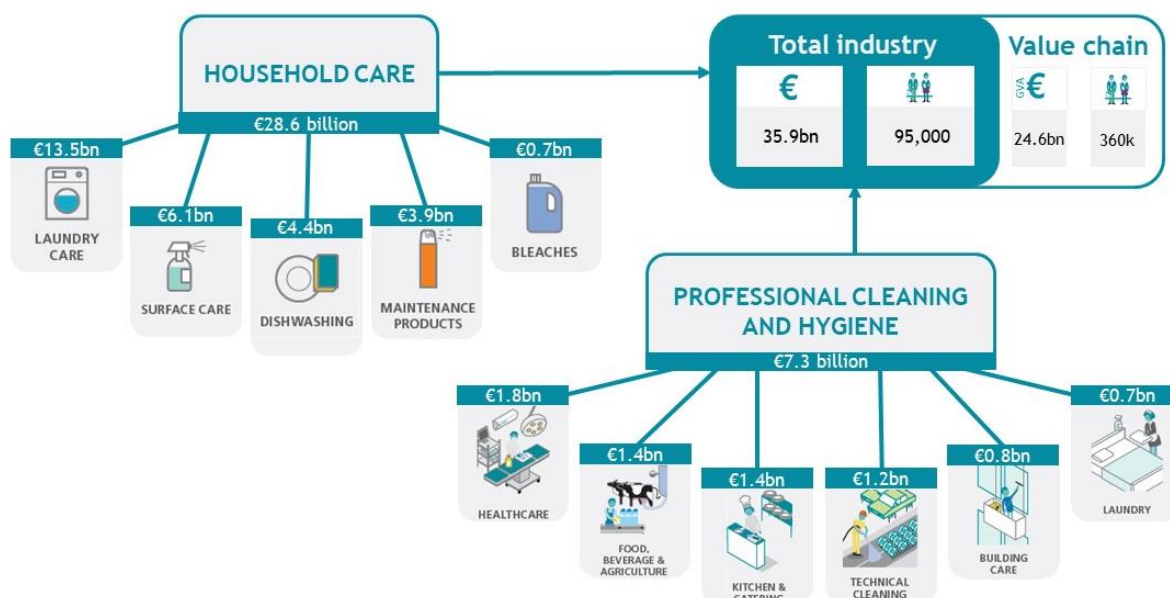 HOUSEHOLD CARE
€28.6 billion
€13.5bn
LAUNDRY
CARE
€6.1bn
SURFACE CARE
€4.4bn
DISHWASHING
€3.9bn
MAINTENANCE
PRODUCTS
€0.7bn
BLEACHES
Total industry
€
35.9bn
95,000
Value chain
GVA €
24.6bn
360k
PROFESSIONAL CLEANING
AND HYGIENE
€7.3 billion
€1.8bn
HEALTHCARE
€1.4bn
FOOD,
BEVERAGE &
AGRICULTURE
€1.4bn
KITCHEN &
CATERING
€1.2bn
TECHNICAL
CLEANING
€0.8bn
BUILDING
CARE
€0.7bn
LAUNDRY